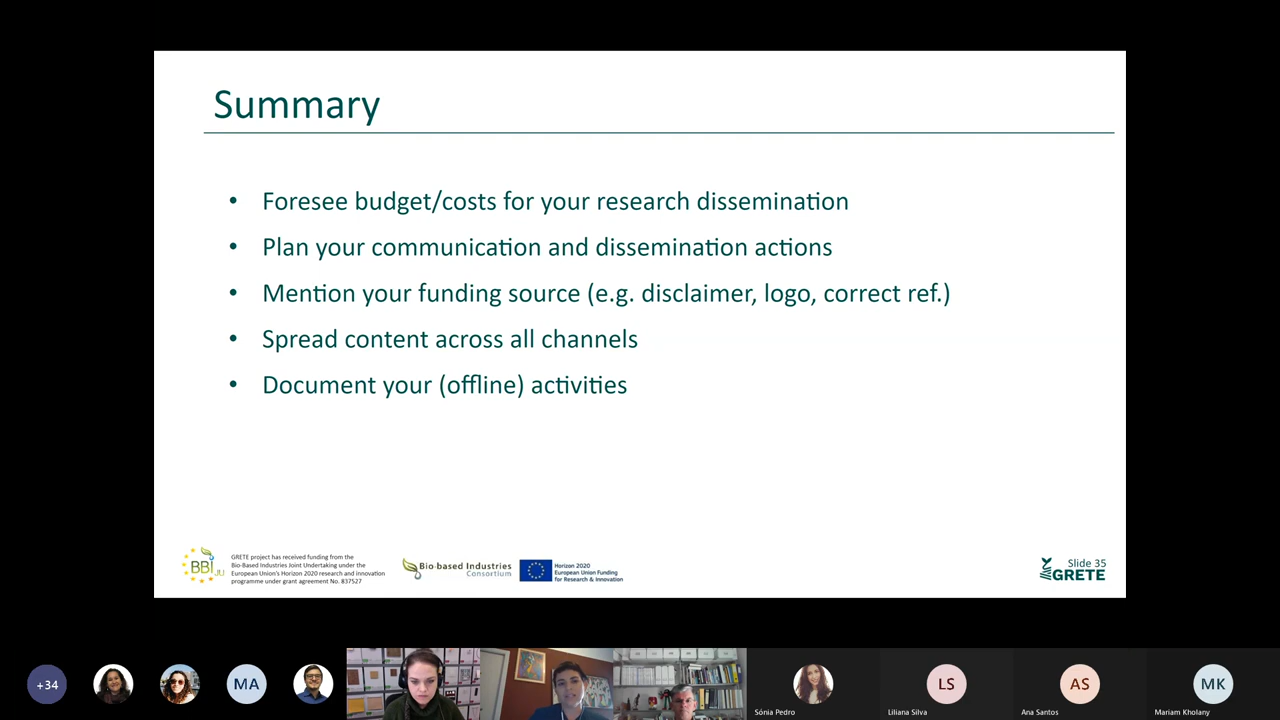 Summary
• Foresee budget/costs for your research dissemination
• Plan your communication and dissemination actions
• Mention your funding source (e.g. disclaimer, logo, correct ref.)
• Spread content across all channels
• Document your (offline) activities
BBI JU
GRETE project has received funding from the
Bio-Based Industries Joint Undertaking under the
European Union's Horizon 2020 research and innovation
programme under grant agreement No. 837527
Bio-based Industries
Consortium
Horizon 2020
European Union Funding
for Research & Innovation
Slide 35
GRETE
+34
MA
Sónia Pedro
LS
Liliana Silva
AS
Ana Santos
MK
Mariam Kholany